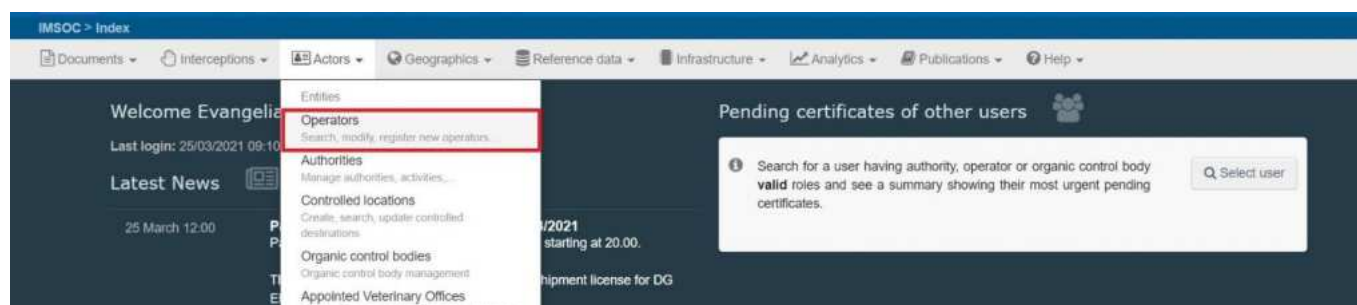 IMSOC > Index
Documents Interceptions Actors Geographics Reference data Infrastructure Analytics Publications Help
Welcome Evangelia
Last login: 25/03/2021 09:10
Latest News
25 March 12:00
Entities
Operators
Search, modify, register new operators...
Authorities
Manage authorities, activities,...
Controlled locations
Create, search, update controlled
destinations
Organic control bodies
Organic control body management
Appointed Veterinary Offices
/2021
starting at 20.00.
hipment license for DG
Pending certificates of other users
Search for a user having authority, operator or organic control body
valid roles and see a summary showing their most urgent pending
certificates.
Select user